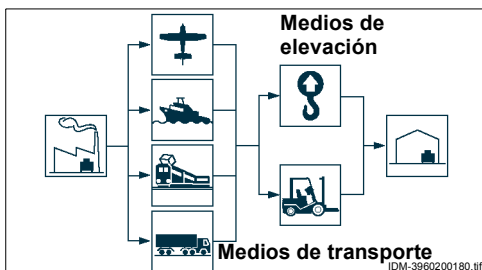 Medios de
elevación
Medios de transporte
IDM-3960200180.tif